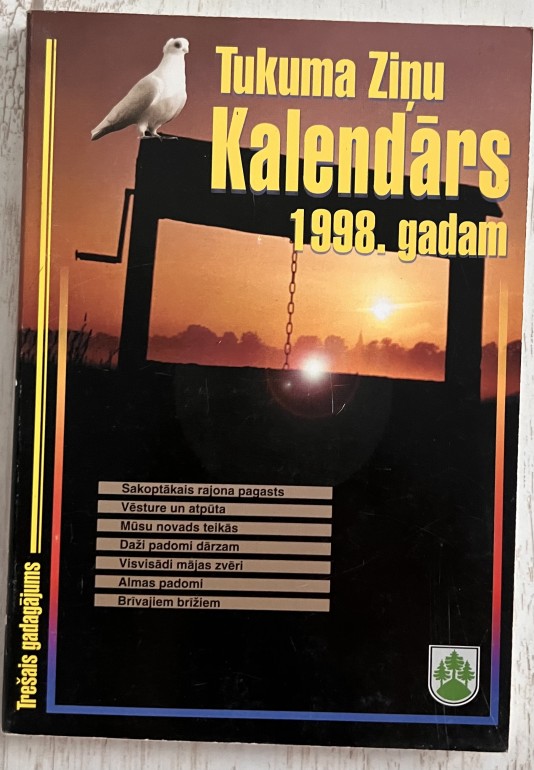 Tukuma Ziņu
Kalendārs
1998. gadam
Sakoptākais rajona pagasts
Vēsture un atpūta
Mūsu novads teikās
Daži padomi dārzam
Visvisādi mājas zvēri
Almas padomi
Brīvajiem brīžiem
Trešais gadagājums